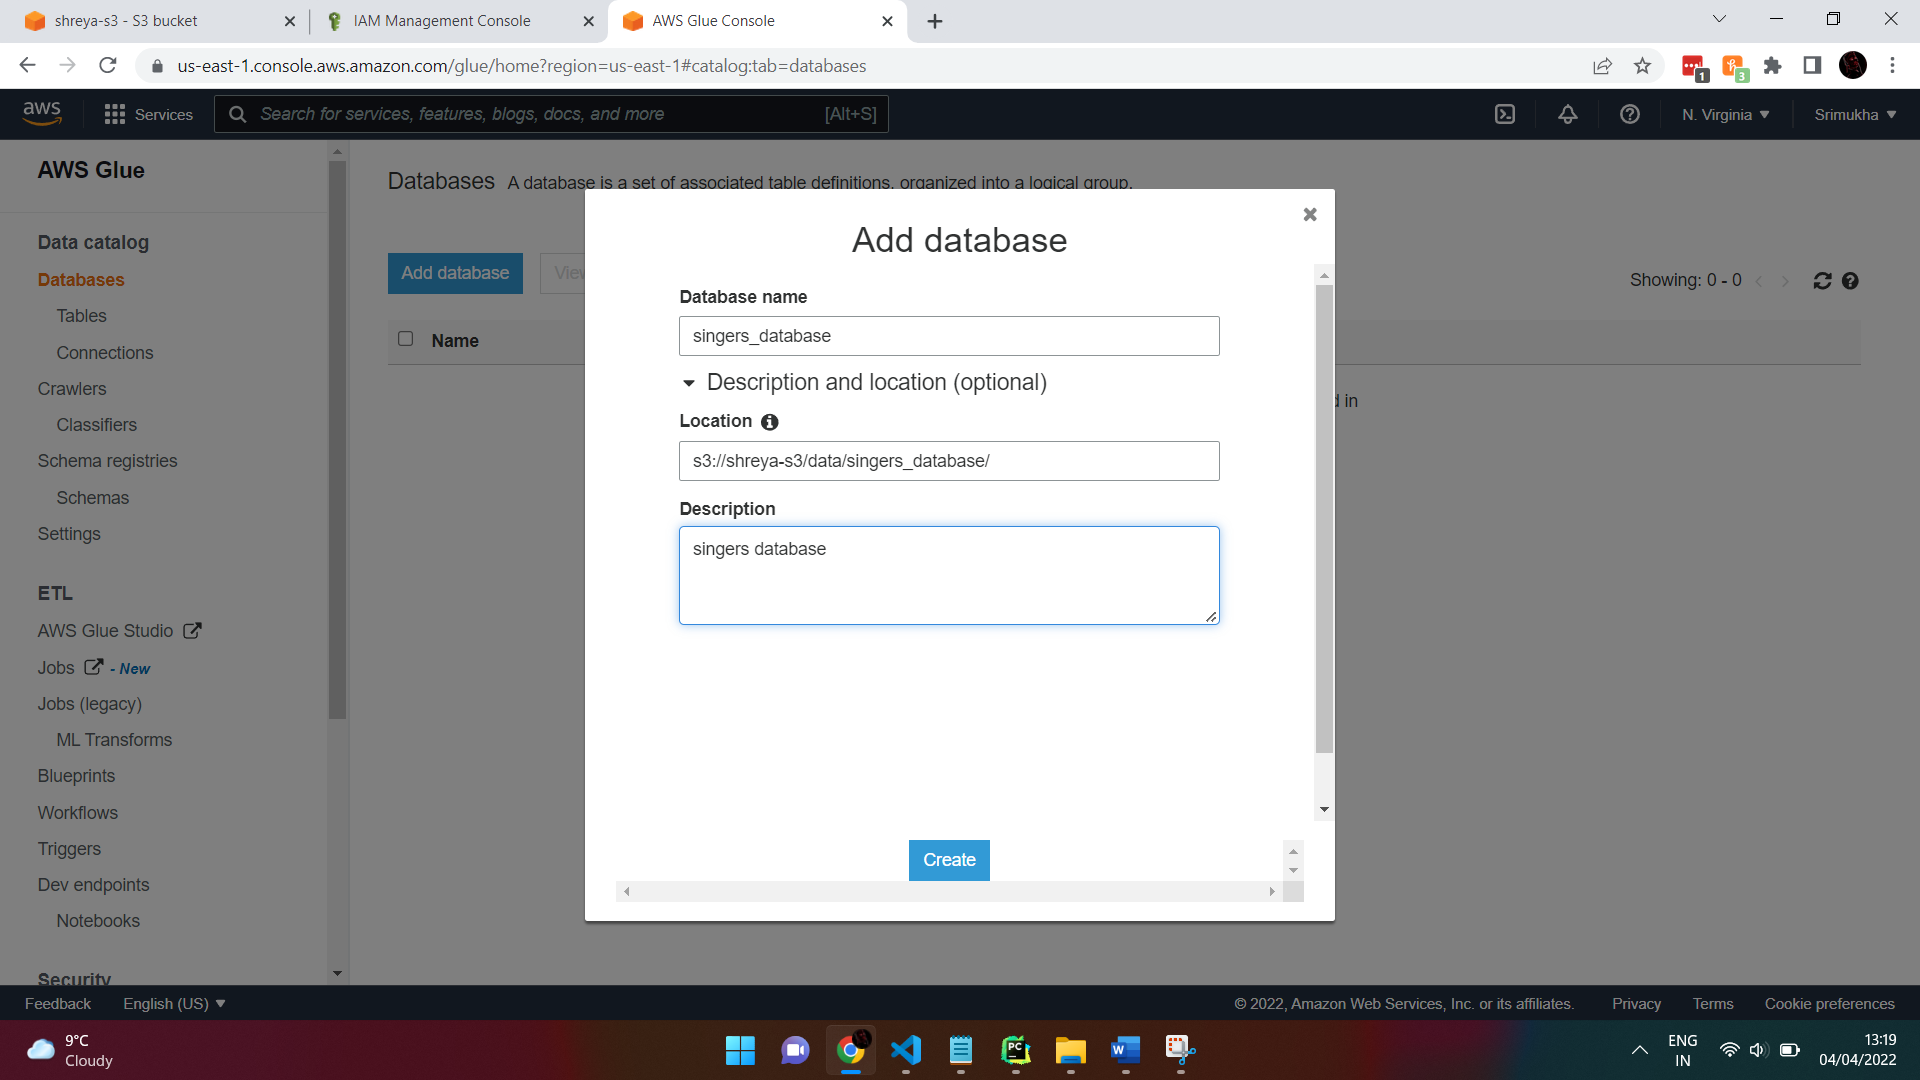 shreya-s3 - S3 bucket
IAM Management Console
AWS Glue Console
us-east-1.console.aws.amazon.com/glue/home?region=us-east-1#catalog:tab=databases
1
3
aws
Services
Search for services, features, blogs, docs, and more
[Alt+S]
N. Virginia
Srimukha
AWS Glue
Data catalog
Databases
Tables
Connections
Crawlers
Classifiers
Schema registries
Schemas
Settings
ETL
AWS Glue Studio
Jobs - New
Jobs (legacy)
ML Transforms
Blueprints
Workflows
Triggers
Dev endpoints
Notebooks
Security
Databases A database is a set of associated table definitions, organized into a logical group.
Add database
Showing: 0 - 0
Name
in
Add database
Database name
singers_database
Description and location (optional)
Location
s3://shreya-s3/data/singers_database/
Description
singers database
Create
Feedback
English (US)
© 2022, Amazon Web Services, Inc. or its affiliates.
Privacy
Terms
Cookie preferences
9°C
Cloudy
PC
W
ENG
IN
13:19
04/04/2022